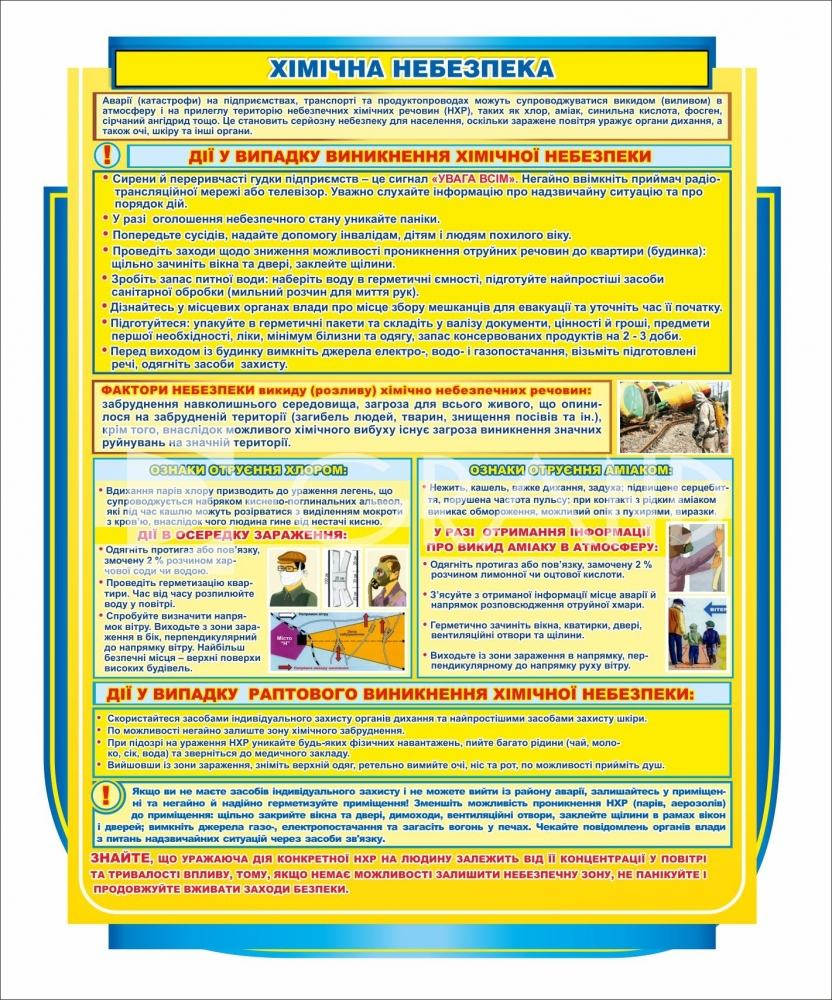 ХІМІЧНА НЕБЕЗПЕКА
Аварії (катастрофи) на підприємствах, транспорті та продуктопроводах можуть супроводжуватися викидом (виливом) в
атмосферу і на прилеглу територію небезпечних хімічних речовин (НХР), таких як хлор, аміак, синильна кислота, фосген,
сірчаний ангідрид тощо. Це становить серйозну небезпеку для населення, оскільки заражене повітря уражує органи дихання, а
також очі, шкіру та інші органи.
! ДІЇ У ВИПАДКУ ВИНИКНЕННЯ ХІМІЧНОЇ НЕБЕЗПЕКИ
• Сирени й переривчасті гудки підприємств – це сигнал «УВАГА ВСІМ». Негайно ввімкніть приймач радіо-
трансляційної мережі або телевізор. Уважно слухайте інформацію про надзвичайну ситуацію та про
порядок дій.
• У разі оголошення небезпечного стану уникайте паніки.
• Попередьте сусідів, надайте допомогу інвалідам, дітям і людям похилого віку.
• Проведіть заходи щодо зниження можливості проникнення отруйних речовин до квартири (будинка):
щільно зачиніть вікна та двері, заклейте щілини.
• Зробіть запас питної води: наберіть воду в герметичні ємності, підготуйте найпростіші засоби
санітарної обробки (мильний розчин для миття рук).
• Дізнайтесь у місцевих органів влади про місце збору мешканців для евакуації та уточніть час її початку.
• Підготуйтеся: упакуйте в герметичні пакети та складіть у валізу документи, цінності й гроші, предмети
першої необхідності, ліки, мінімум білизни та одягу, запас консервованих продуктів на 2 - 3 доби.
• Перед виходом із будинку вимкніть джерела електро-, водо- і газопостачання, візьміть підготовлені
речі, одягніть засоби захисту.
ФАКТОРИ НЕБЕЗПЕКИ викиду (розливу) хімічно небезпечних речовин:
забруднення навколишнього середовища, загроза для всього живого, що опини-
лося на забрудненій території (загибель людей, тварин, знищення посівів та ін.),
крім того, внаслідок можливого хімічного вибуху існує загроза виникнення значних
руйнувань на значній території.
ОЗНАКИ ОТРУЄННЯ ХЛОРОМ:
• Вдихання парів хлору призводить до ураження легень, що
супроводжується набряком киснево-поглинальних альвеол,
які під час кашлю можуть розірватися з виділенням мокроти
з кров'ю, внаслідок чого людина гине від нестачі кисню.
ДІЇ В ОСЕРЕДКУ ЗАРАЖЕННЯ:
• Одягніть протигаз або пов'язку,
змочену 2 % розчином хар-
чової соди чи водою.
• Проведіть герметизацію квар-
тири. Час від часу розпилюйте
воду у повітрі.
• Спробуйте визначити напря-
мок вітру. Виходьте з зони зара-
ження в бік, перпендикулярний
до напрямку вітру. Найбільш
безпечні місця – верхні поверхи
високих будівель.
Місто
"Н"
ОЗНАКИ ОТРУЄННЯ АМІАКОМ:
• Нежить, кашель, важке дихання, задуха; підвищене серцебит-
тя, порушена частота пульсу; при контакті з рідким аміаком
виникає обмороження, можливий опік з пухирями, виразки.
У РАЗІ ОТРИМАННЯ ІНФОРМАЦІЇ
ПРО ВИКИД АМІАКУ В АТМОСФЕРУ:
• Одягніть протигаз або пов'язку, замочену 2 %
розчином лимонної чи оцтової кислоти.
• З'ясуйте з отриманої інформації місце аварії й
напрямок розповсюдження отруйної хмари.
• Герметично зачиніть вікна, кватирки, двері,
вентиляційні отвори та щілини.
• Виходьте із зони зараження в напрямку, пер-
пендикулярному до напрямку руху вітру.
ВІТЕР
ДІЇ У ВИПАДКУ РАПТОВОГО ВИНИКНЕННЯ ХІМІЧНОЇ НЕБЕЗПЕКИ:
• Скористайтеся засобами індивідуального захисту органів дихання та найпростішими засобами захисту шкіри.
• По можливості негайно залиште зону хімічного забруднення.
• При підозрі на ураження НХР уникайте будь-яких фізичних навантажень, пийте багато рідини (чай, моло-
ко, сік, вода) та зверніться до медичного закладу.
• Вийшовши із зони зараження, зніміть верхній одяг, ретельно вимийте очі, ніс та рот, по можливості прийміть душ.
! Якщо ви не маєте засобів індивідуального захисту і не можете вийти із району аварії, залишайтесь у приміщен-
ні та негайно й надійно герметизуйте приміщення! Зменшіть можливість проникнення НХР (парів, аерозолів)
до приміщення: щільно закрийте вікна та двері, димоходи, вентиляційні отвори, заклейте щілини в рамах вікон
і дверей; вимкніть джерела газо-, електропостачання та загасіть вогонь у печах. Чекайте повідомлень органів влади
з питань надзвичайних ситуацій через засоби зв'язку.
ЗНАЙТЕ, ЩО УРАЖАЮЧА ДІЯ КОНКРЕТНОЇ НХР НА ЛЮДИНУ ЗАЛЕЖИТЬ ВІД ЇЇ КОНЦЕНТРАЦІЇ У ПОВІТРІ
ТА ТРИВАЛОСТІ ВПЛИВУ, ТОМУ, ЯКЩО НЕМАЄ МОЖЛИВОСТІ ЗАЛИШИТИ НЕБЕЗПЕЧНУ ЗОНУ, НЕ ПАНІКУЙТЕ І
ПРОДОВЖУЙТЕ ВЖИВАТИ ЗАХОДИ БЕЗПЕКИ.